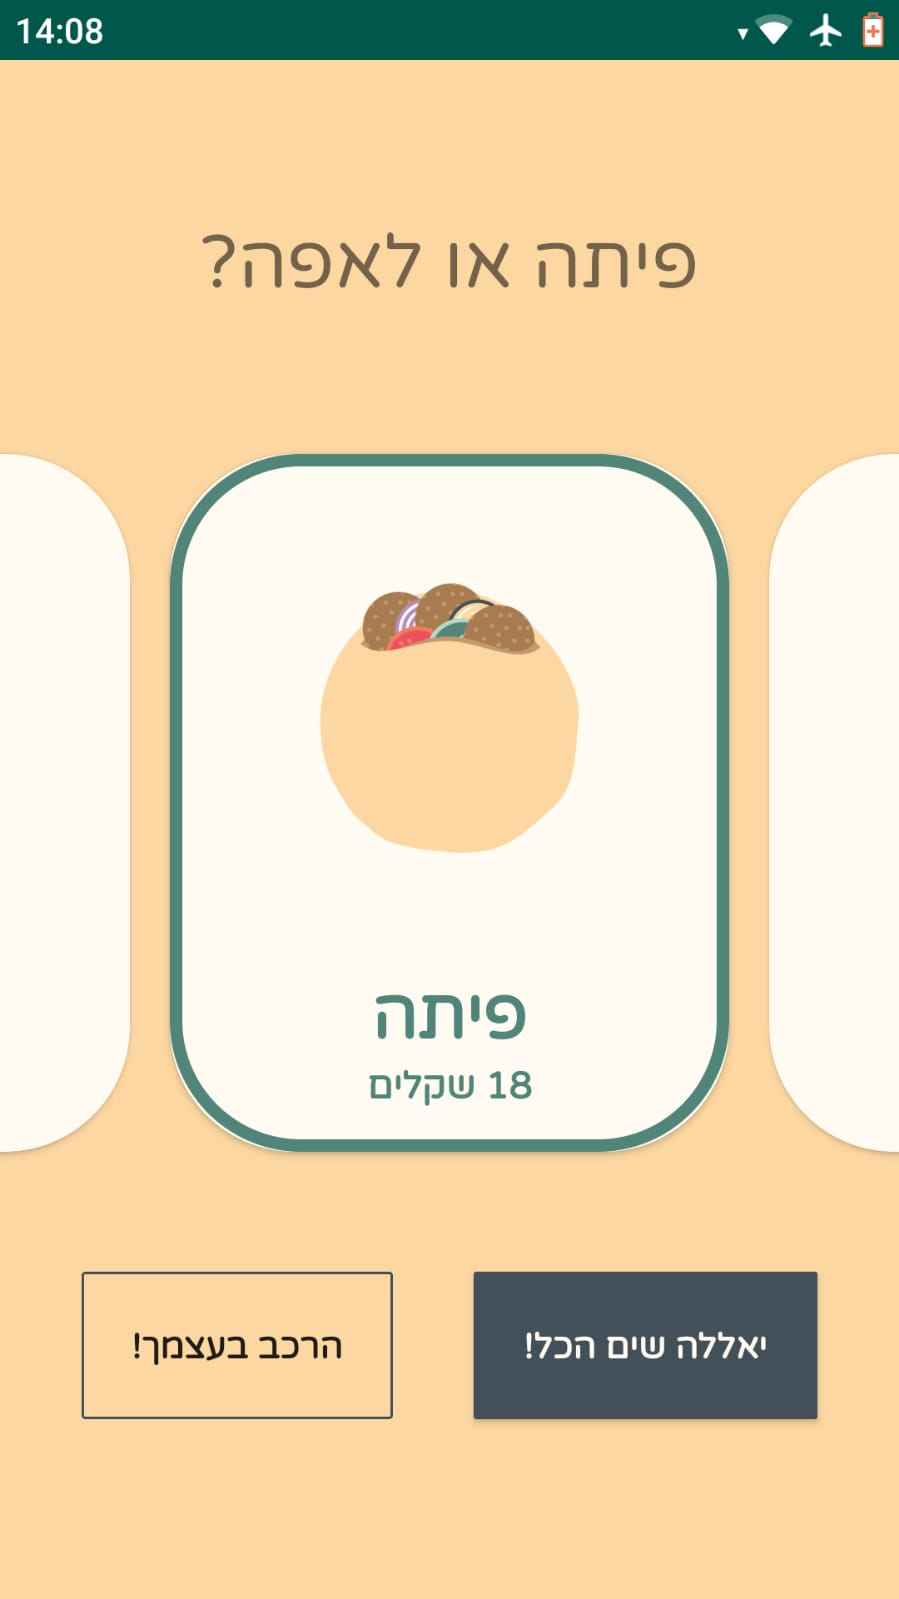 14:08
פיתה או לאפה?
פיתה
18 שקלים
יאללה שים הכל!
הרכב בעצמך!